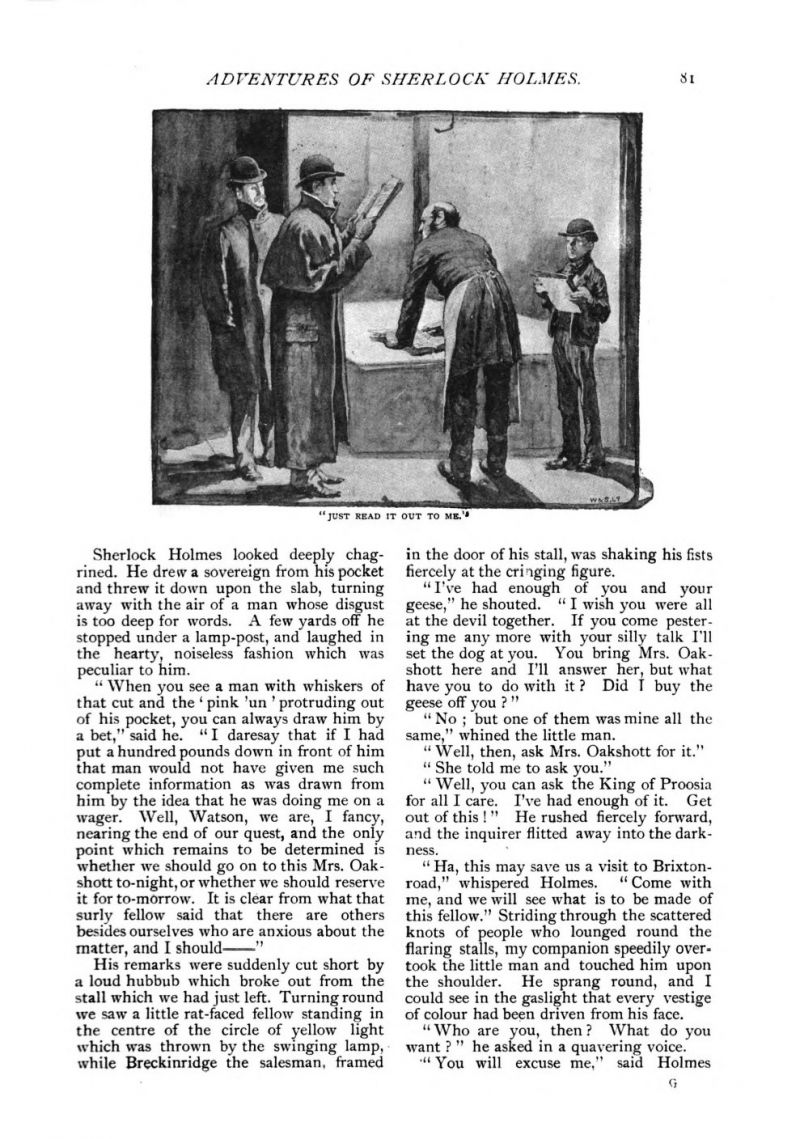 ADVENTURES OF SHERLOCK HOLMES.
81
W & S. LT
"JUST READ IT OUT TO ME."
Sherlock Holmes looked deeply chag-
rined. He drew a sovereign from his pocket
and threw it down upon the slab, turning
away with the air of a man whose disgust
is too deep for words. A few yards off he
stopped under a lamp-post, and laughed in
the hearty, noiseless fashion which was
peculiar to him.
"When you see a man with whiskers of
that cut and the 'pink 'un' protruding out
of his pocket, you can always draw him by
a bet," said he. "I daresay that if I had
put a hundred pounds down in front of him
that man would not have given me such
complete information as was drawn from
him by the idea that he was doing me on a
wager. Well, Watson, we are, I fancy,
nearing the end of our quest, and the only
point which remains to be determined is
whether we should go on to this Mrs. Oak-
shott to-night, or whether we should reserve
it for to-morrow. It is clear from what that
surly fellow said that there are others
besides ourselves who are anxious about the
matter, and I should——"
His remarks were suddenly cut short by
a loud hubbub which broke out from the
stall which we had just left. Turning round
we saw a little rat-faced fellow standing in
the centre of the circle of yellow light
which was thrown by the swinging lamp,
while Breckinridge the salesman, framed
in the door of his stall, was shaking his fists
fiercely at the cringing figure.
"I've had enough of you and your
geese," he shouted. "I wish you were all
at the devil together. If you come pester-
ing me any more with your silly talk I'll
set the dog at you. You bring Mrs. Oak-
shott here and I'll answer her, but what
have you to do with it? Did I buy the
geese off you?"
"No; but one of them was mine all the
same," whined the little man.
"Well, then, ask Mrs. Oakshott for it."
"She told me to ask you."
"Well, you can ask the King of Proosia
for all I care. I've had enough of it. Get
out of this!" He rushed fiercely forward,
and the inquirer flitted away into the dark-
ness.
"Ha, this may save us a visit to Brixton-
road," whispered Holmes. "Come with
me, and we will see what is to be made of
this fellow." Striding through the scattered
knots of people who lounged round the
flaring stalls, my companion speedily over-
took the little man and touched him upon
the shoulder. He sprang round, and I
could see in the gaslight that every vestige
of colour had been driven from his face.
"Who are you, then? What do you
want?" he asked in a quavering voice.
"You will excuse me," said Holmes
G